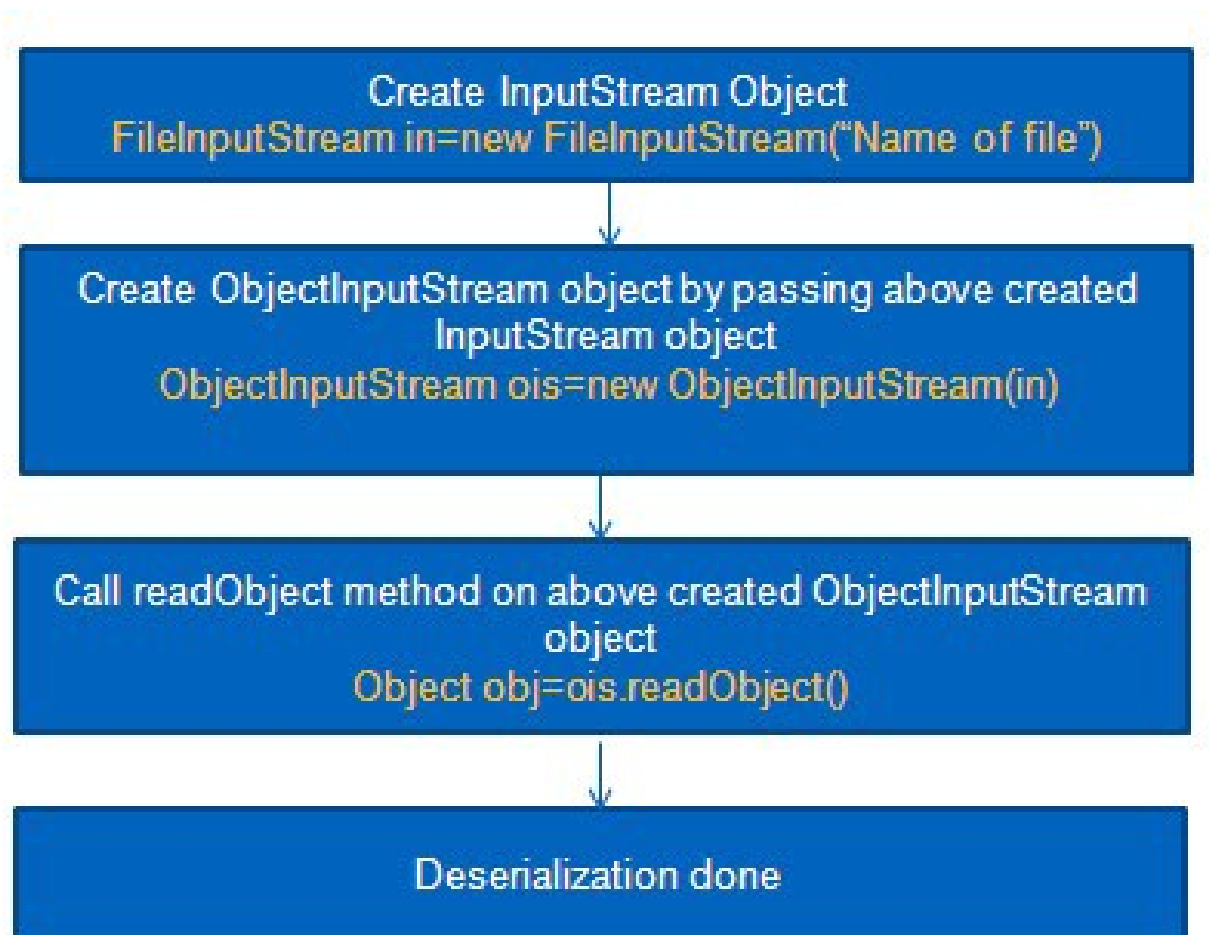 Create InputStream Object
FileInputStream in=new FileInputStream(“Name of file”)
Create ObjectInputStream object by passing above created
InputStream object
ObjectInputStream ois=new ObjectInputStream(in)
Call readObject method on above created ObjectInputStream
object
Object obj=ois.readObject()
Deserialization done